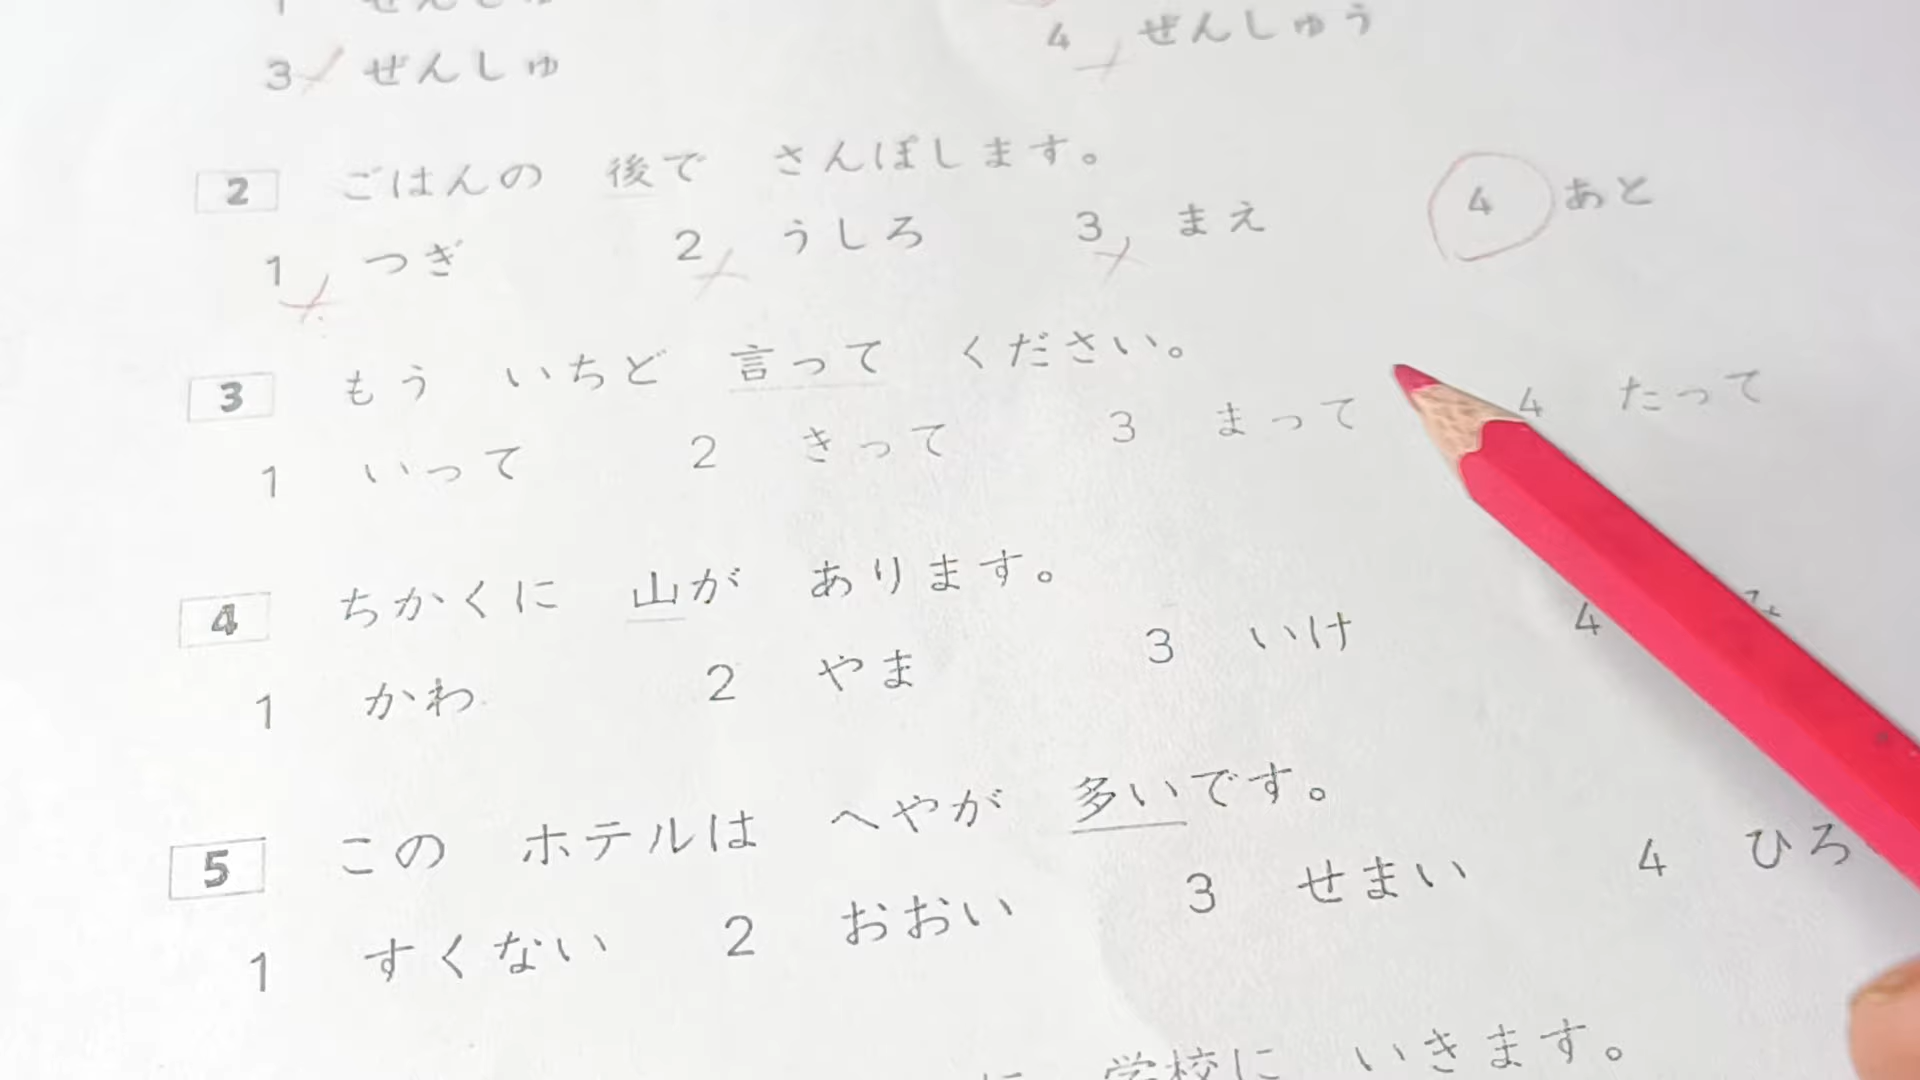 3 ぜんしゅ 4 ぜんしゅう
2 ごはんの 後で さんぽします。
1 つぎ 2 うしろ 3 まえ 4 あと
3 もう いちど 言って ください。
1 いって 2 きって 3 まって 4 たって
4 ちかくに 山が あります。
1 かわ 2 やま 3 いけ 4
5 この ホテルは へやが 多いです。
1 すくない 2 おおい 3 せまい 4 ひろ
学校に いきます。